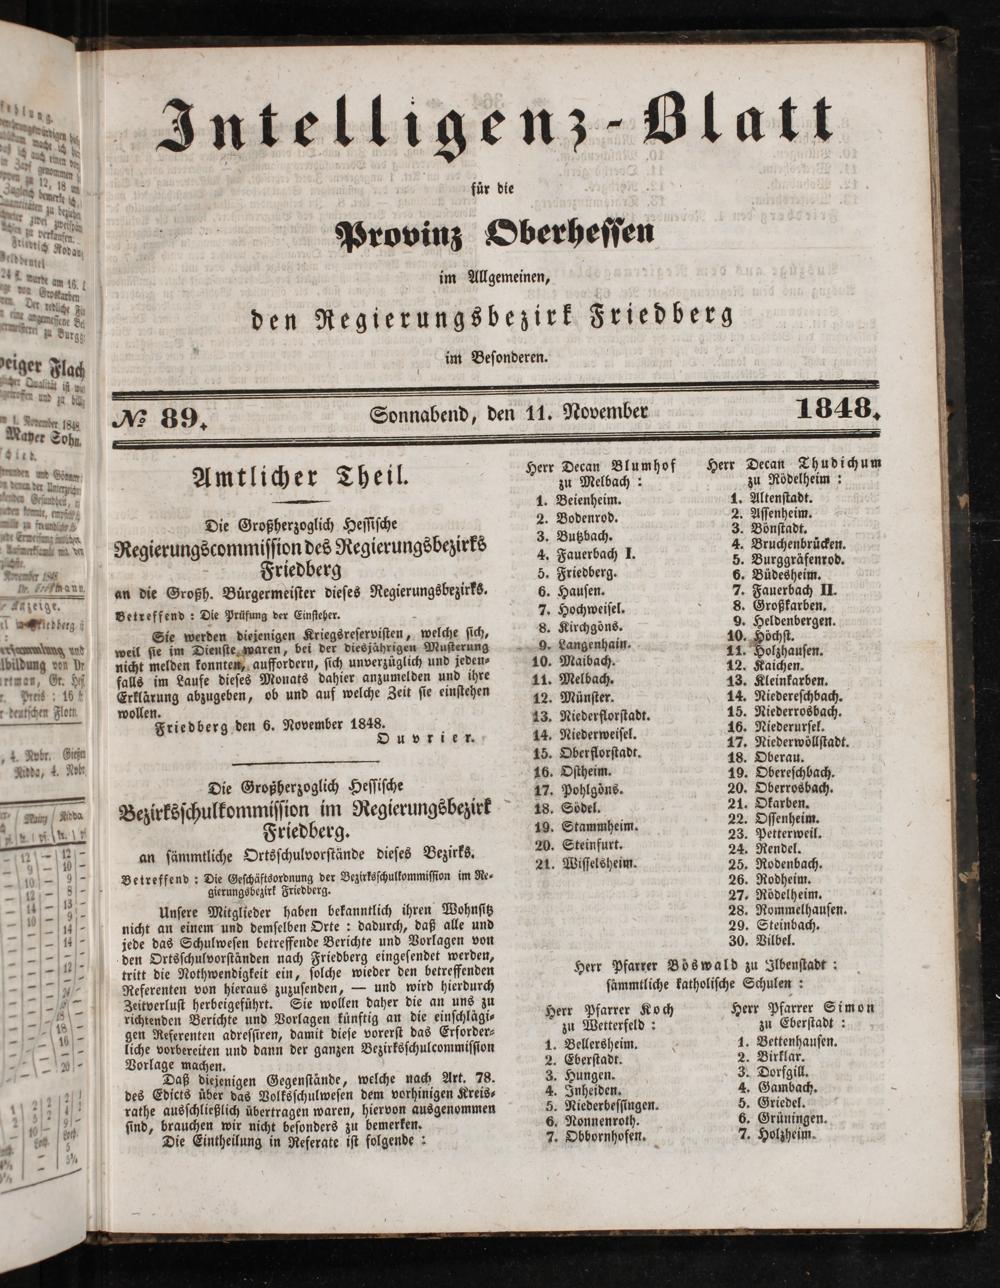 Intelligenz-Blatt
für die
Provinz Oberhessen
im Allgemeinen,
den Regierungsbezirk Friedberg
im Besonderen.
№ 89.
Sonnabend, den 11. November
1848.
Amtlicher Theil.
Die Großherzoglich Hessische
Regierungscommission des Regierungsbezirks
Friedberg
an die Großh. Bürgermeister dieses Regierungsbezirks.
Betreffend: Die Prüfung der Einsteher.
Sie werden diejenigen Kriegsreservisten, welche sich,
weil sie im Dienste waren, bei der diesjährigen Musterung
nicht melden konnten, auffordern, sich unverzüglich und jeden-
falls im Laufe dieses Monats dahier anzumelden und ihre
Erklärung abzugeben, ob und auf welche Zeit sie einstehen
wollen.
Friedberg den 6. November 1848.
Ouvrier.
Die Großherzoglich Hessische
Bezirksschulkommission im Regierungsbezirk
Friedberg.
an sämmtliche Ortsschulvorstände dieses Bezirks.
Betreffend: Die Geschäftsordnung der Bezirksschulkommission im Re-
gierungsbezirk Friedberg.
Unsere Mitglieder haben bekanntlich ihren Wohnsitz
nicht an einem und demselben Orte: dadurch, daß alle und
jede das Schulwesen betreffende Berichte und Vorlagen von
den Ortsschulvorständen nach Friedberg eingesendet werden,
tritt die Nothwendigkeit ein, solche wieder den betreffenden
Referenten von hieraus zuzusenden, — und wird hierdurch
Zeitverlust herbeigeführt. Sie wollen daher die an uns zu
richtenden Berichte und Vorlagen künftig an die einschlägi-
gen Referenten adressiren, damit diese vorerst das Erforder-
liche vorbereiten und dann der ganzen Bezirksschulcommission
Vorlage machen.
Daß diejenigen Gegenstände, welche nach Art. 78.
des Edicts über das Volksschulwesen dem vorhinigen Kreis-
rathe ausschließlich übertragen waren, hiervon ausgenommen
sind, brauchen wir nicht besonders zu bemerken.
Die Eintheilung in Referate ist folgende:
Herr Decan Blumhof
zu Melbach:
1. Beienheim.
2. Bodenrod.
3. Butzbach.
4. Fauerbach I.
5. Friedberg.
6. Hausen.
7. Hochweisel.
8. Kirchgöns.
9. Langenhain.
10. Maibach.
11. Melbach.
12. Münster.
13. Niederflorstadt.
14. Niederweisel.
15. Oberflorstadt.
16. Ostheim.
17. Pohlgöns.
18. Södel.
19. Stammheim.
20. Steinfurt.
21. Wisselsheim.
Herr Decan Thudichum
zu Rödelheim:
1. Altenstadt.
2. Assenheim.
3. Bönstadt.
4. Bruchenbrücken.
5. Burggräfenrod.
6. Büdesheim.
7. Fauerbach II.
8. Großkarben.
9. Heldenbergen.
10. Höchst.
11. Holzhausen.
12. Kaichen.
13. Kleinkarben.
14. Niedereschbach.
15. Niederrosbach.
16. Niederursel.
17. Niederwöllstadt.
18. Oberau.
19. Obereschbach.
20. Oberrosbach.
21. Okarben.
22. Ossenheim.
23. Petterweil.
24. Rendel.
25. Rodenbach.
26. Rodheim.
27. Rödelheim.
28. Rommelhausen.
29. Steinbach.
30. Vilbel.
Herr Pfarrer Böswald zu Ilbenstadt:
sämmtliche katholische Schulen:
Herr Pfarrer Koch
zu Wetterfeld:
1. Bellersheim.
2. Eberstadt.
3. Hungen.
4. Inheiden.
5. Niederbessingen.
6. Nonnenroth.
7. Obbornhofen.
Herr Pfarrer Simon
zu Eberstadt:
1. Bettenhausen.
2. Birklar.
3. Dorfgill.
4. Gambach.
5. Griedel.
6. Grüningen.
7. Holzheim.